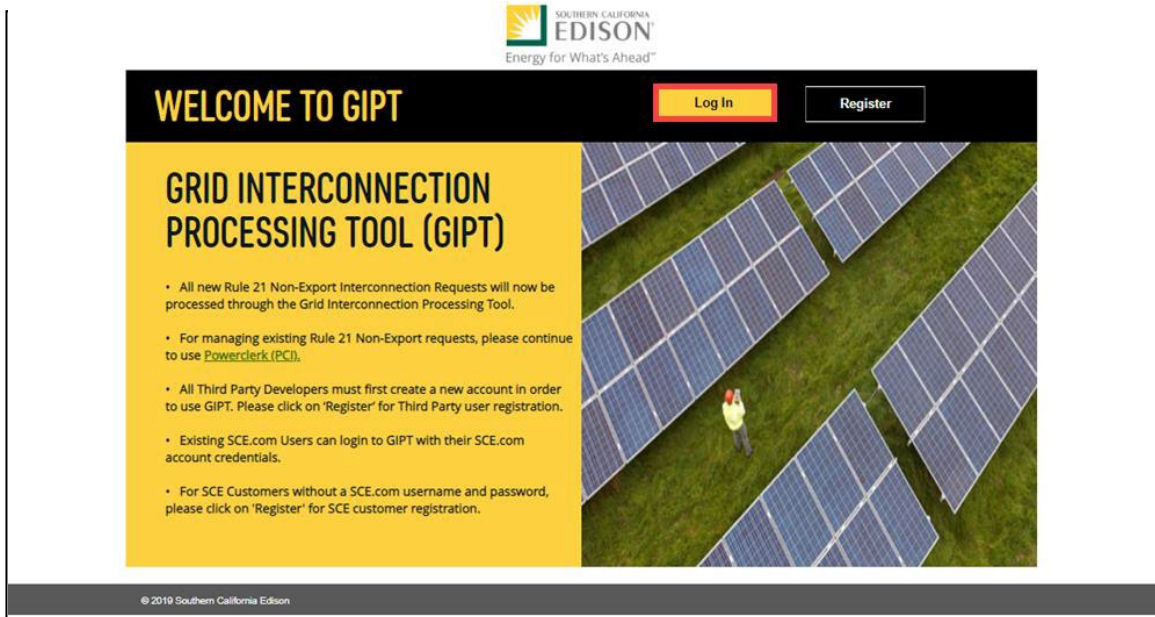 SOUTHERN CALIFORNIA
EDISON®
Energy for What's Ahead℠
WELCOME TO GIPT
Log In
Register
GRID INTERCONNECTION
PROCESSING TOOL (GIPT)
• All new Rule 21 Non-Export Interconnection Requests will now be
processed through the Grid Interconnection Processing Tool.
• For managing existing Rule 21 Non-Export requests, please continue
to use Powerclerk (PCI).
• All Third Party Developers must first create a new account in order
to use GIPT. Please click on 'Register' for Third Party user registration.
• Existing SCE.com Users can login to GIPT with their SCE.com
account credentials.
• For SCE Customers without a SCE.com username and password,
please click on 'Register' for SCE customer registration.
© 2019 Southern California Edison